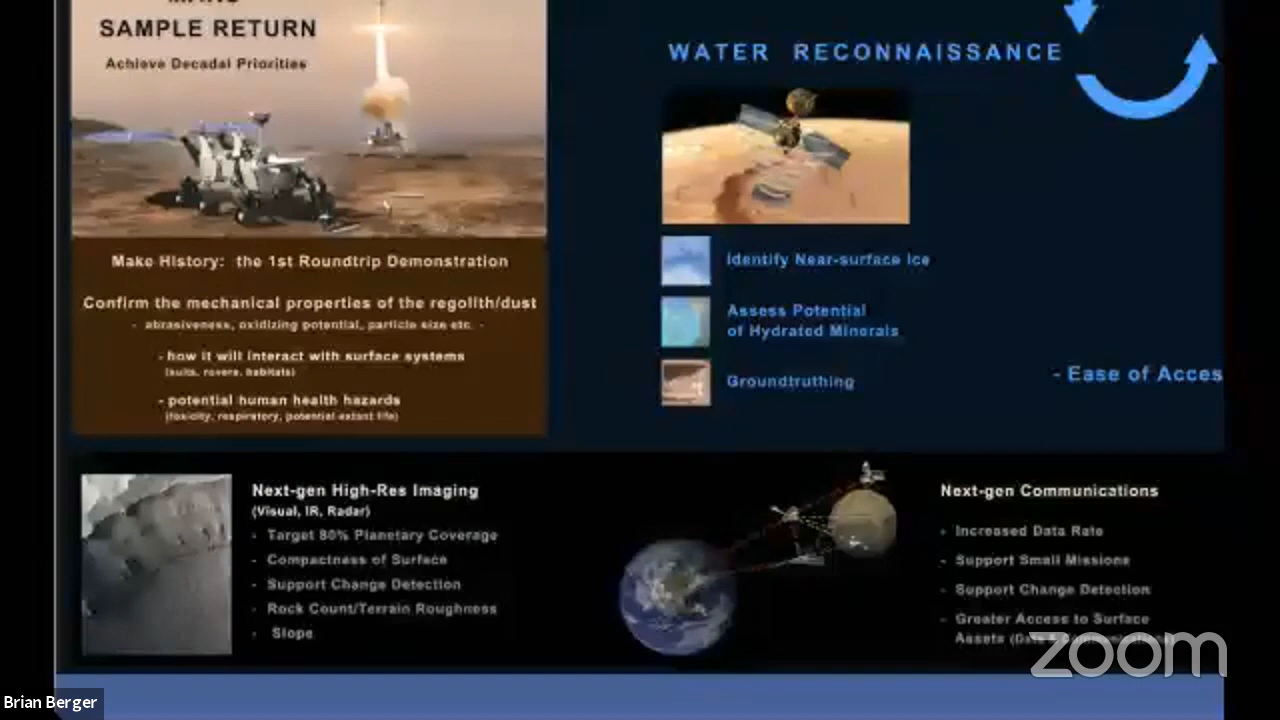 SAMPLE RETURN
Achieve Decadal Priorities
Make History: the 1st Roundtrip Demonstration
Confirm the mechanical properties of the regolith/dust
- abrasiveness, oxidizing potential, particle size etc. -
- how it will interact with surface systems
(suits, rovers, habitats)
- potential human health hazards
(toxicity, respiratory, potential extant life)
WATER RECONNAISSANCE
Identify Near-surface Ice
Assess Potential
of Hydrated Minerals
Groundtruthing
- Ease of Acces
Next-gen High-Res Imaging
(Visual, IR, Radar)
- Target 80% Planetary Coverage
- Compactness of Surface
- Support Change Detection
- Rock Count/Terrain Roughness
- Slope
Next-gen Communications
- Increased Data Rate
- Support Small Missions
- Support Change Detection
- Greater Access to Surface
Assets
zoom
Brian Berger